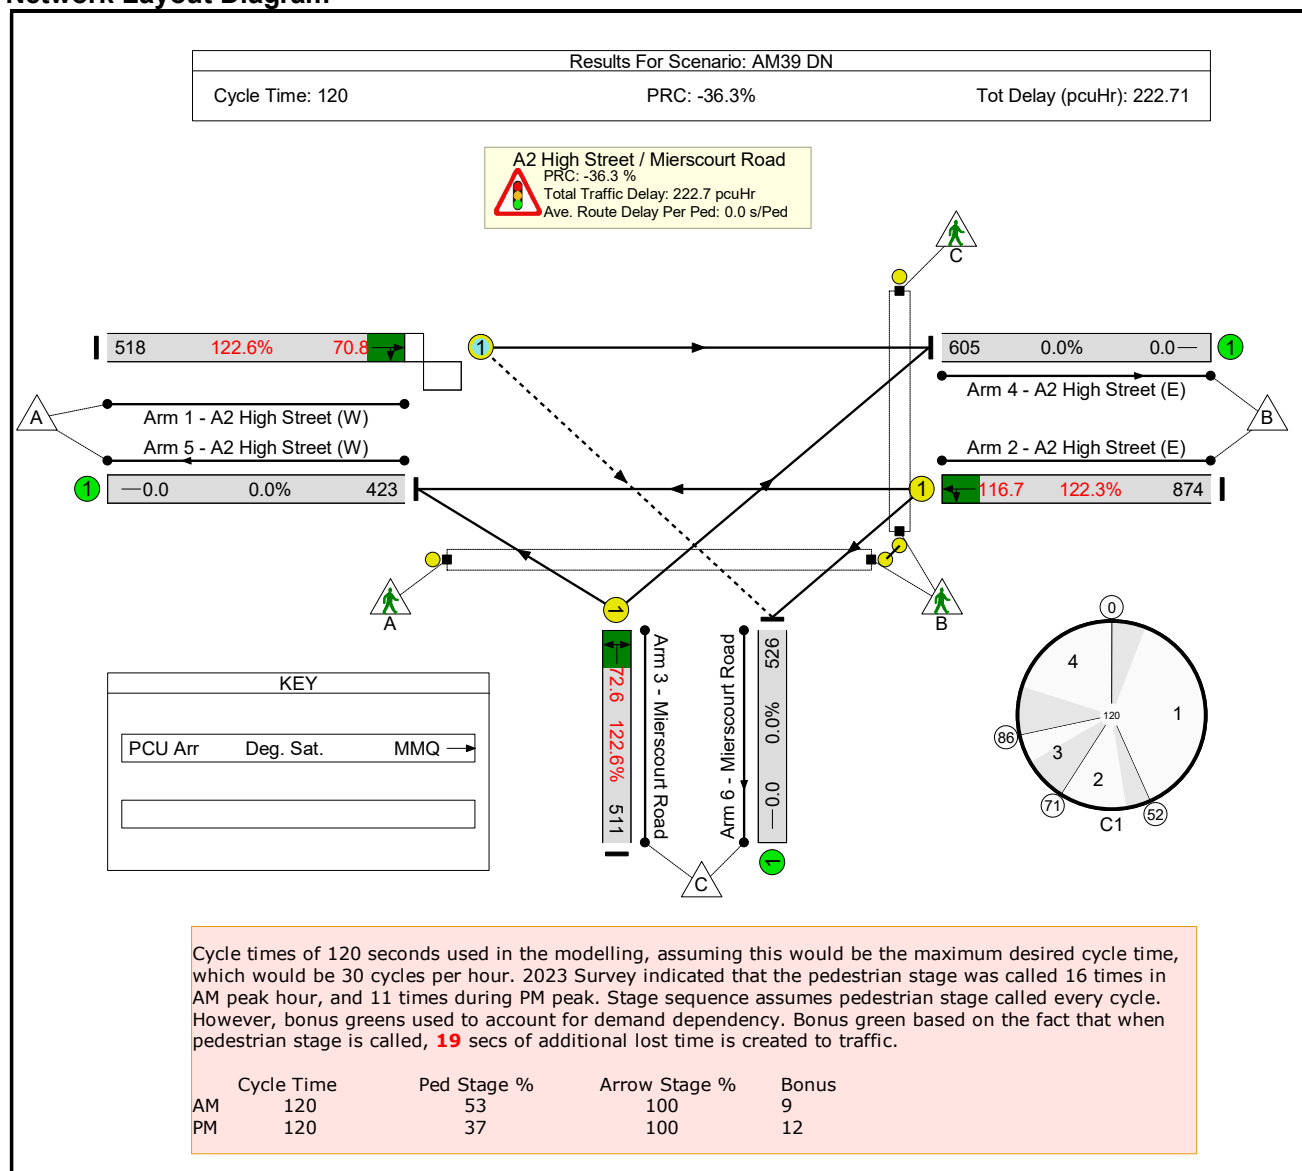 Network Layout Diagram
Results For Scenario: AM39 DN
Cycle Time: 120 PRC: -36.3% Tot Delay (pcuHr): 222.71
A2 High Street / Mierscourt Road
PRC: -36.3 %
Total Traffic Delay: 222.7 pcuHr
Ave. Route Delay Per Ped: 0.0 s/Ped
C
518 122.6% 70.8
1
605 0.0% 0.0
1
Arm 1 - A2 High Street (W)
Arm 4 - A2 High Street (E)
A
B
Arm 5 - A2 High Street (W)
Arm 2 - A2 High Street (E)
1
0.0 0.0% 423
1
116.7 122.3% 874
A
B
1
72.6 122.6% 511
Arm 3 - Mierscourt Road
Arm 6 - Mierscourt Road
0.0 0.0% 526
1
C
0
4
1
120
86
3
2
71
52
C1
KEY
PCU Arr Deg. Sat. MMQ
Cycle times of 120 seconds used in the modelling, assuming this would be the maximum desired cycle time,
which would be 30 cycles per hour. 2023 Survey indicated that the pedestrian stage was called 16 times in
AM peak hour, and 11 times during PM peak. Stage sequence assumes pedestrian stage called every cycle.
However, bonus greens used to account for demand dependency. Bonus green based on the fact that when
pedestrian stage is called, 19 secs of additional lost time is created to traffic.
Cycle Time Ped Stage % Arrow Stage % Bonus
AM 120 53 100 9
PM 120 37 100 12